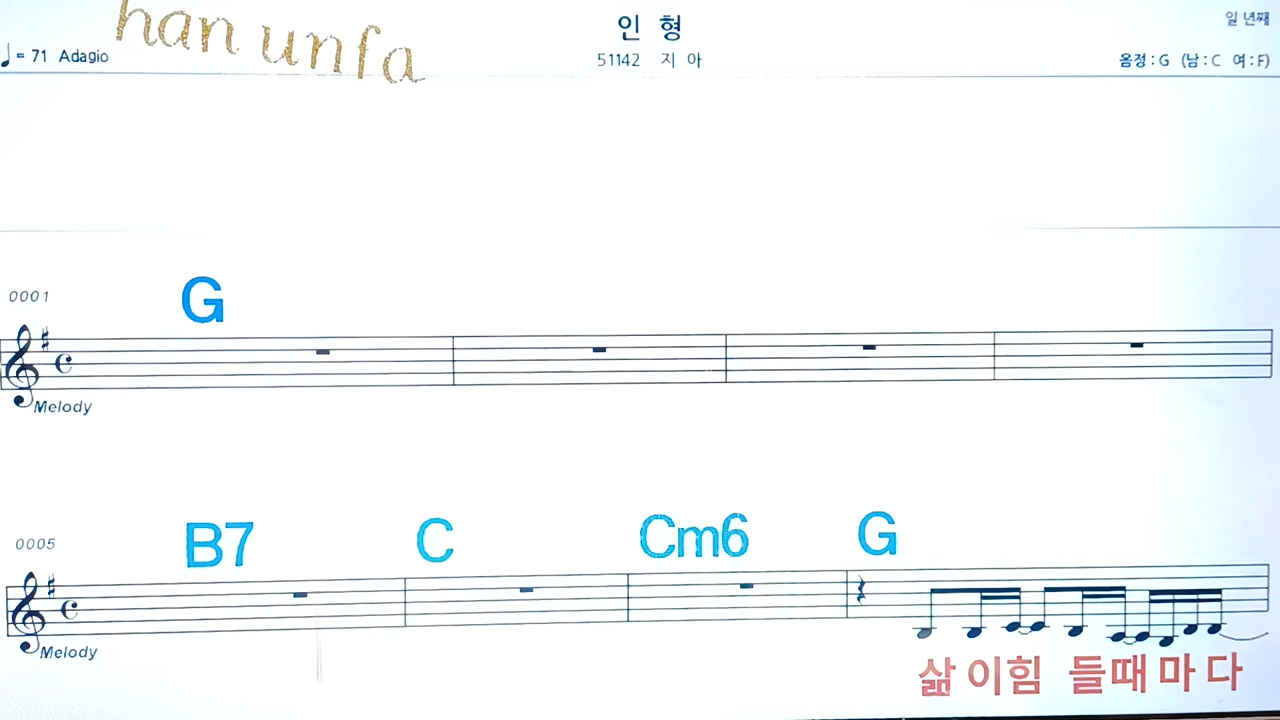 han unfa
인 형
일 년째
♩= 71 Adagio
51142 지 아
음정 : G (남 : C 여 : F)
0001
G
Melody
0005
B7 C Cm6 G
Melody
삶 이 힘 들 때 마 다